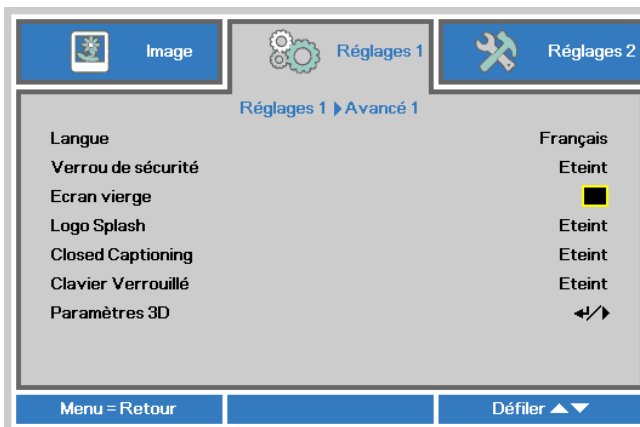 Image Réglages 1 Réglages 2
Réglages 1 Avancé 1
Langue Français
Verrou de sécurité Eteint
Ecran vierge
Logo Splash Eteint
Closed Captioning Eteint
Clavier Verrouillé Eteint
Paramètres 3D
Menu = Retour Défiler